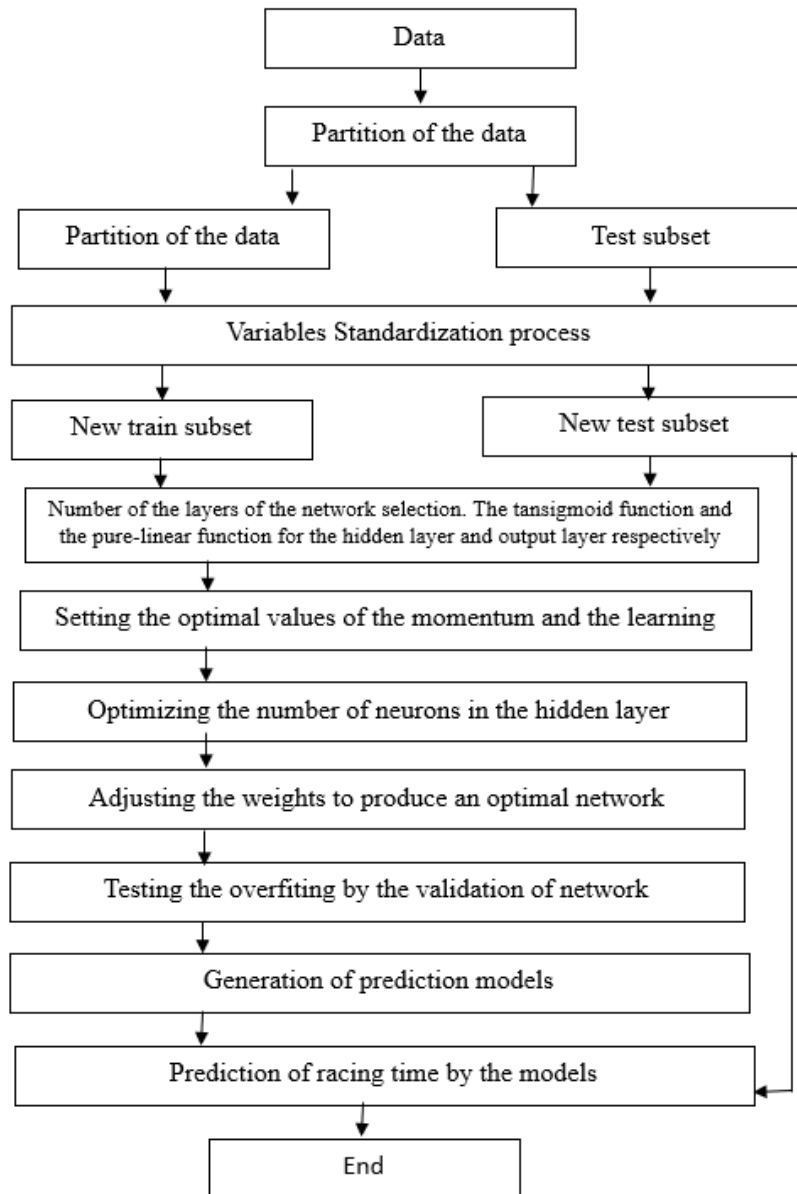 Data
Partition of the data
Partition of the data
Test subset
Variables Standardization process
New train subset
New test subset
Number of the layers of the network selection. The tansigmoid function and
the pure-linear function for the hidden layer and output layer respectively
Setting the optimal values of the momentum and the learning
Optimizing the number of neurons in the hidden layer
Adjusting the weights to produce an optimal network
Testing the overfiting by the validation of network
Generation of prediction models
Prediction of racing time by the models
End